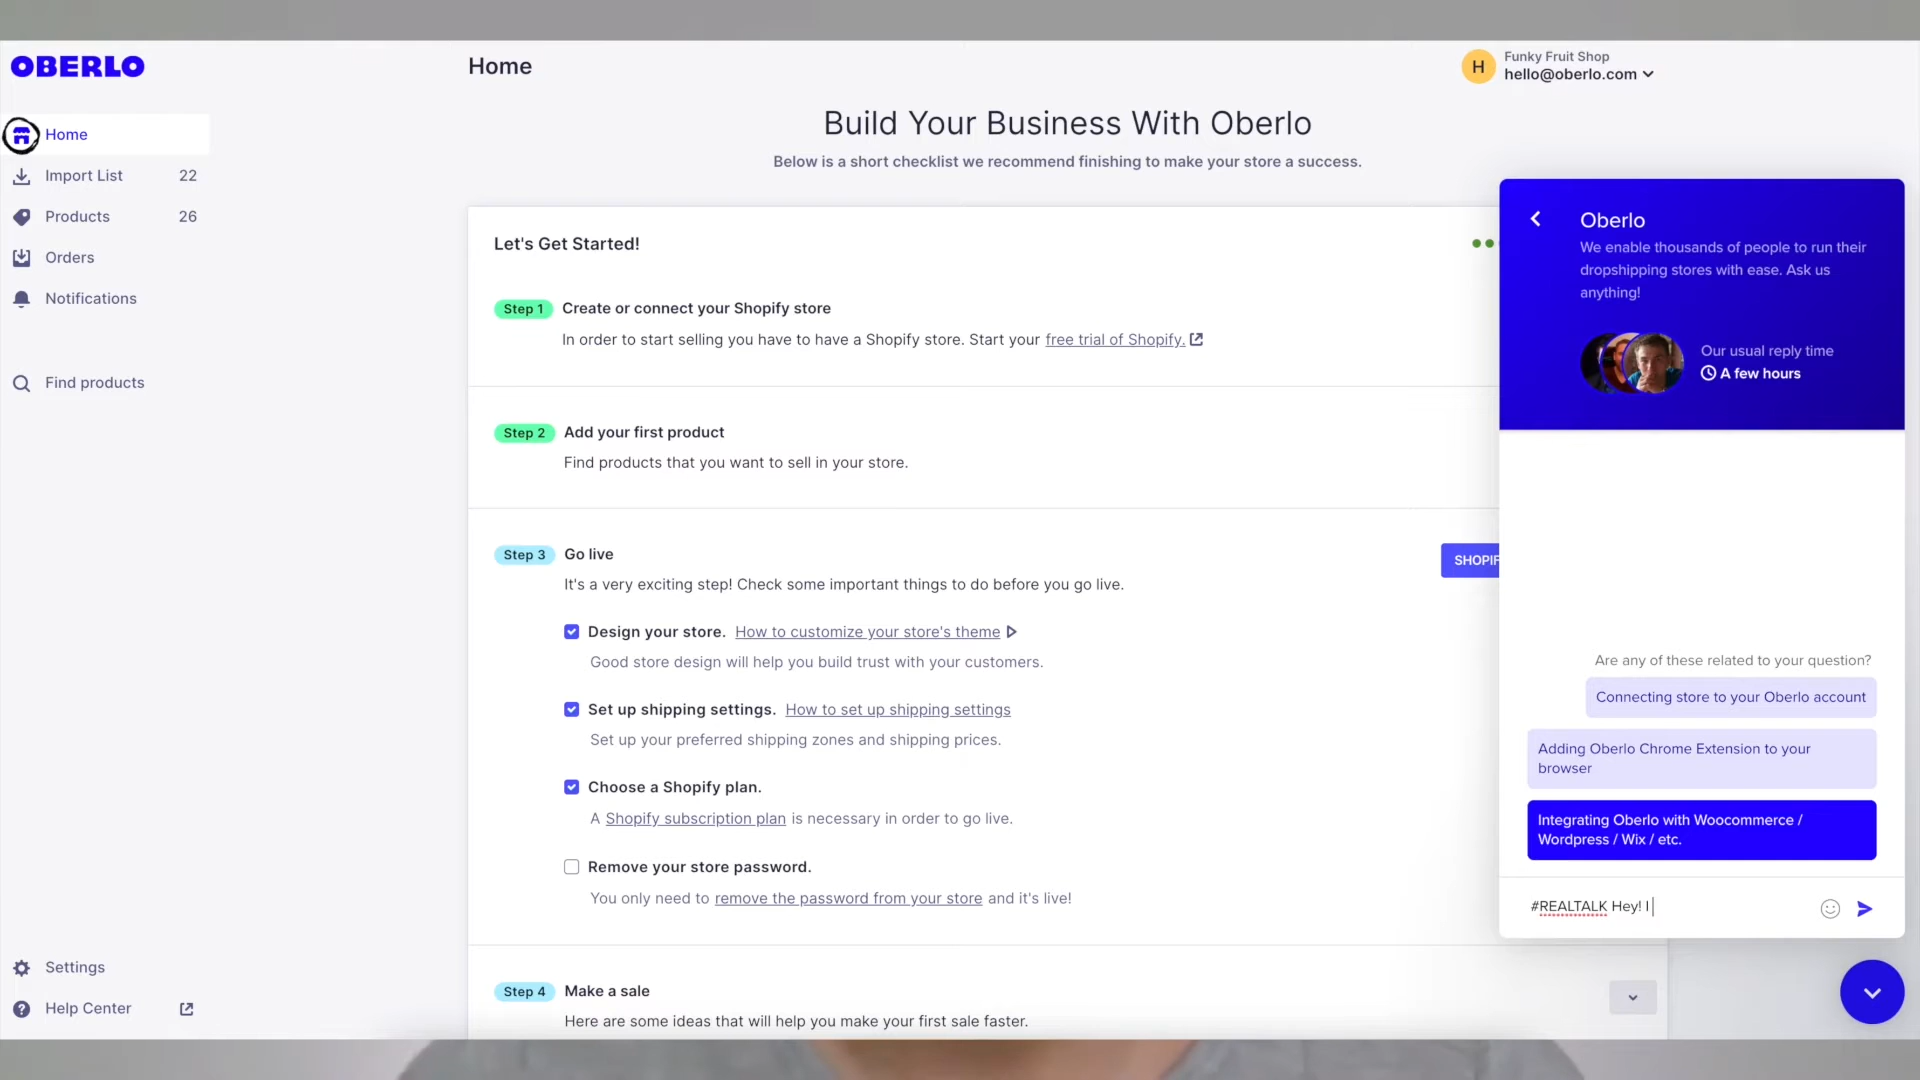 OBERLO
Home
Funky Fruit Shop
hello@oberlo.com
H
Home
Import List 22
Products 26
Orders
Notifications
Find products
Settings
Help Center
Build Your Business With Oberlo
Below is a short checklist we recommend finishing to make your store a success.
Let's Get Started!
Step 1 Create or connect your Shopify store
In order to start selling you have to have a Shopify store. Start your free trial of Shopify.
Step 2 Add your first product
Find products that you want to sell in your store.
Step 3 Go live
SHOPIF
It's a very exciting step! Check some important things to do before you go live.
Design your store. How to customize your store's theme
Good store design will help you build trust with your customers.
Set up shipping settings. How to set up shipping settings
Set up your preferred shipping zones and shipping prices.
Choose a Shopify plan.
A Shopify subscription plan is necessary in order to go live.
Remove your store password.
You only need to remove the password from your store and it's live!
Step 4 Make a sale
Here are some ideas that will help you make your first sale faster.
Oberlo
We enable thousands of people to run their
dropshipping stores with ease. Ask us
anything!
Our usual reply time
A few hours
Are any of these related to your question?
Connecting store to your Oberlo account
Adding Oberlo Chrome Extension to your
browser
Integrating Oberlo with Woocommerce /
Wordpress / Wix / etc.
#REALTALK Hey! I